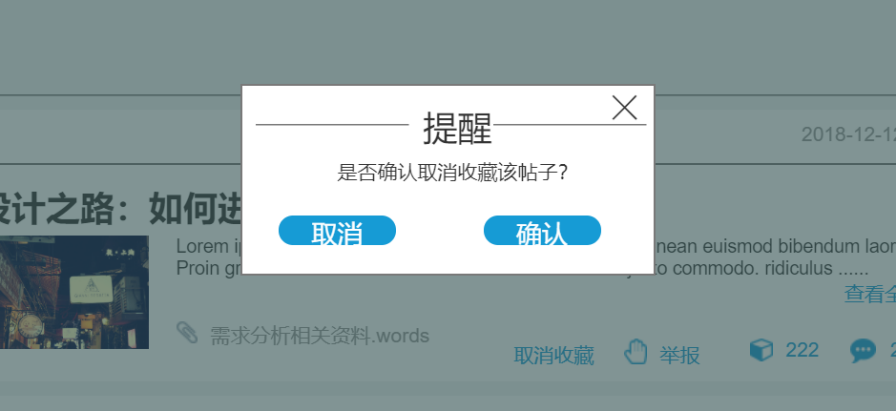 提醒
2018-12-12
是否确认取消收藏该帖子?
设计之路：如何进
取消
确认
Lorem ip
nean euismod bibendum laor
Proin gr
to commodo. ridiculus ......
查看全
需求分析相关资料.words
取消收藏
举报
222
2